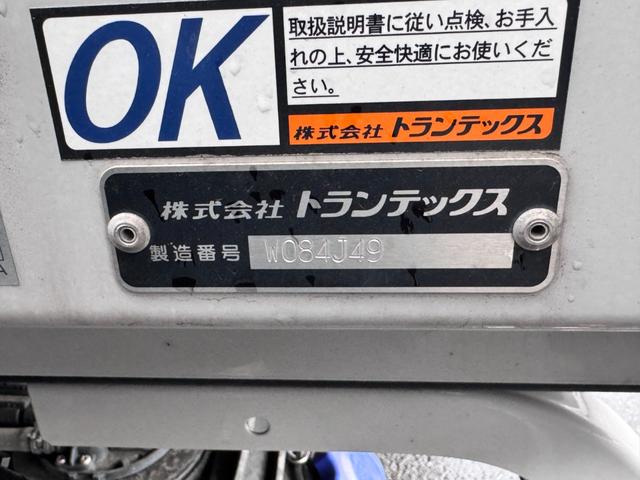 OK
取扱説明書に従い点検、お手入
れの上、安全快適にお使いくだ
さい。
株式会社 トランテックス
株式会社 トランテックス
製造番号 W084J49